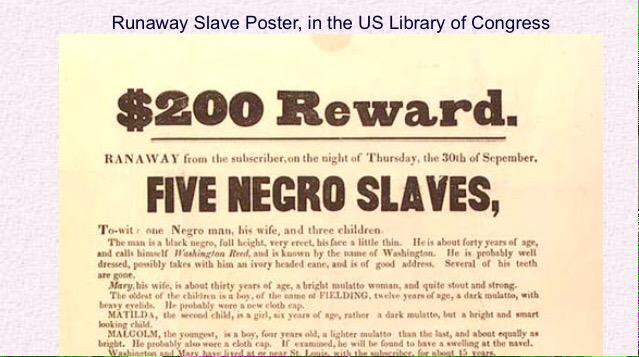 Runaway Slave Poster, in the US Library of Congress
$200 Reward.
RANAWAY from the subscriber, on the night of Thursday, the 30th of Sepember,
FIVE NEGRO SLAVES,
To-wit : one Negro man, his wife, and three children.
The man is a black negro, full height, very erect, his face a little thin. He is about forty years of age,
and calls himself Washington Reed, and is known by the name of Washington. He is probably well
dressed, possibly takes with him an ivory headed cane, and is of good address. Several of his teeth
are gone.
Mary, his wife, is about thirty years of age, a bright mulatto woman, and quite stout and strong.
The oldest of the children is a boy, of the name of FIELDING, twelve years of age, a dark mulatto, with
heavy eyelids. He probably wore a new cloth cap.
MATILDA, the second child, is a girl, six years of age, rather a dark mulatto, but a bright and smart
looking child.
MALCOLM, the youngest, is a boy, four years old, a lighter mulatto than the last, and about equally as
bright. He probably also wore a cloth cap. If examined, he will be found to have a swelling at the navel.
Washington and Mary have lived at or near St. Louis, with the subscriber, for about 15 years.